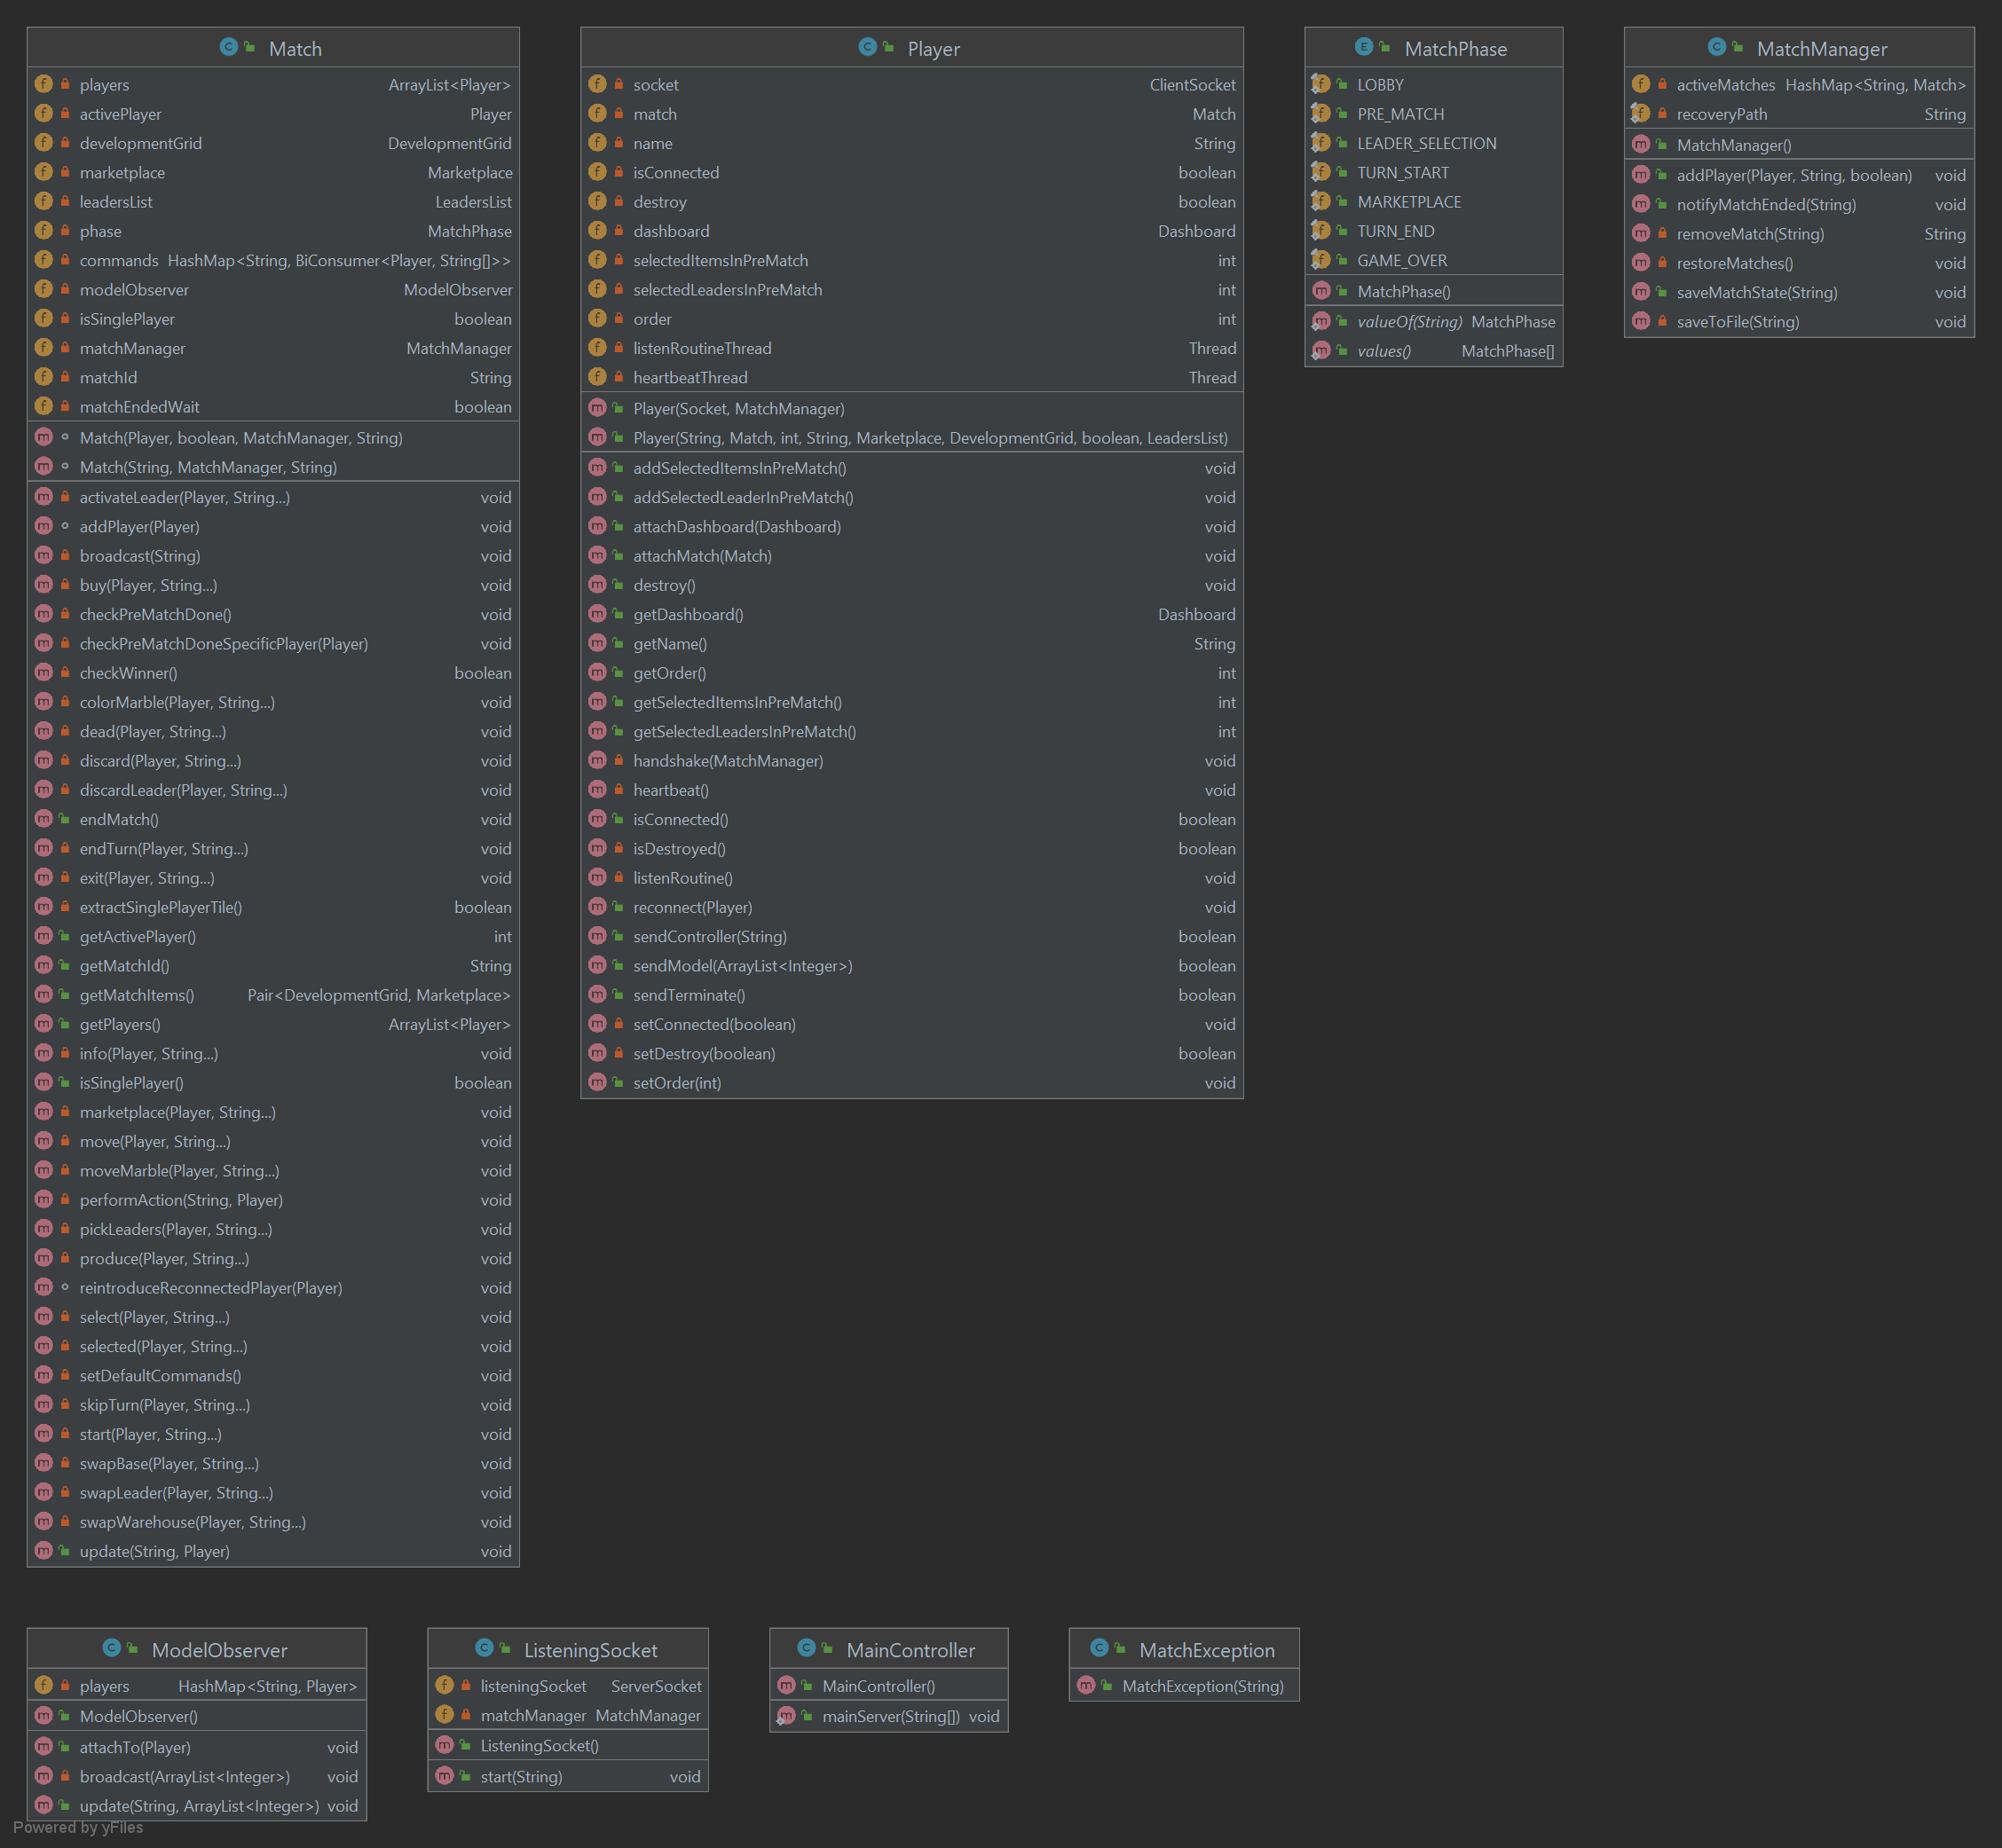 Match
players ArrayList<Player>
activePlayer Player
developmentGrid DevelopmentGrid
marketplace Marketplace
leadersList LeadersList
phase MatchPhase
commands HashMap<String, BiConsumer<Player, String[]>>
modelObserver ModelObserver
isSinglePlayer boolean
matchManager MatchManager
matchId String
matchEndedWait boolean
Match(Player, boolean, MatchManager, String)
Match(String, MatchManager, String)
activateLeader(Player, String...) void
addPlayer(Player) void
broadcast(String) void
buy(Player, String...) void
checkPreMatchDone() void
checkPreMatchDoneSpecificPlayer(Player) void
checkWinner() boolean
colorMarble(Player, String...) void
dead(Player, String...) void
discard(Player, String...) void
discardLeader(Player, String...) void
endMatch() void
endTurn(Player, String...) void
exit(Player, String...) void
extractSinglePlayerTile() boolean
getActivePlayer() int
getMatchId() String
getMatchItems() Pair<DevelopmentGrid, Marketplace>
getPlayers() ArrayList<Player>
info(Player, String...) void
isSinglePlayer() boolean
marketplace(Player, String...) void
move(Player, String...) void
moveMarble(Player, String...) void
performAction(String, Player) void
pickLeaders(Player, String...) void
produce(Player, String...) void
reintroduceReconnectedPlayer(Player) void
select(Player, String...) void
selected(Player, String...) void
setDefaultCommands() void
skipTurn(Player, String...) void
start(Player, String...) void
swapBase(Player, String...) void
swapLeader(Player, String...) void
swapWarehouse(Player, String...) void
update(String, Player) void
Player
socket ClientSocket
match Match
name String
isConnected boolean
destroy boolean
dashboard Dashboard
selectedItemsInPreMatch int
selectedLeadersInPreMatch int
order int
listenRoutineThread Thread
heartbeatThread Thread
Player(Socket, MatchManager)
Player(String, Match, int, String, Marketplace, DevelopmentGrid, boolean, LeadersList)
addSelectedItemsInPreMatch() void
addSelectedLeaderInPreMatch() void
attachDashboard(Dashboard) void
attachMatch(Match) void
destroy() void
getDashboard() Dashboard
getName() String
getOrder() int
getSelectedItemsInPreMatch() int
getSelectedLeadersInPreMatch() int
handshake(MatchManager) void
heartbeat() void
isConnected() boolean
isDestroyed() boolean
listenRoutine() void
reconnect(Player) void
sendController(String) boolean
sendModel(ArrayList<Integer>) boolean
sendTerminate() boolean
setConnected(boolean) void
setDestroy(boolean) boolean
setOrder(int) void
MatchPhase
LOBBY
PRE_MATCH
LEADER_SELECTION
TURN_START
MARKETPLACE
TURN_END
GAME_OVER
MatchPhase()
valueOf(String) MatchPhase
values() MatchPhase[]
MatchManager
activeMatches HashMap<String, Match>
recoveryPath String
MatchManager()
addPlayer(Player, String, boolean) void
notifyMatchEnded(String) void
removeMatch(String) String
restoreMatches() void
saveMatchState(String) void
saveToFile(String) void
ModelObserver
players HashMap<String, Player>
ModelObserver()
attachTo(Player) void
broadcast(ArrayList<Integer>) void
update(String, ArrayList<Integer>) void
ListeningSocket
listeningSocket ServerSocket
matchManager MatchManager
ListeningSocket()
start(String) void
MainController
MainController()
mainServer(String[]) void
MatchException
MatchException(String)
Powered by yFiles